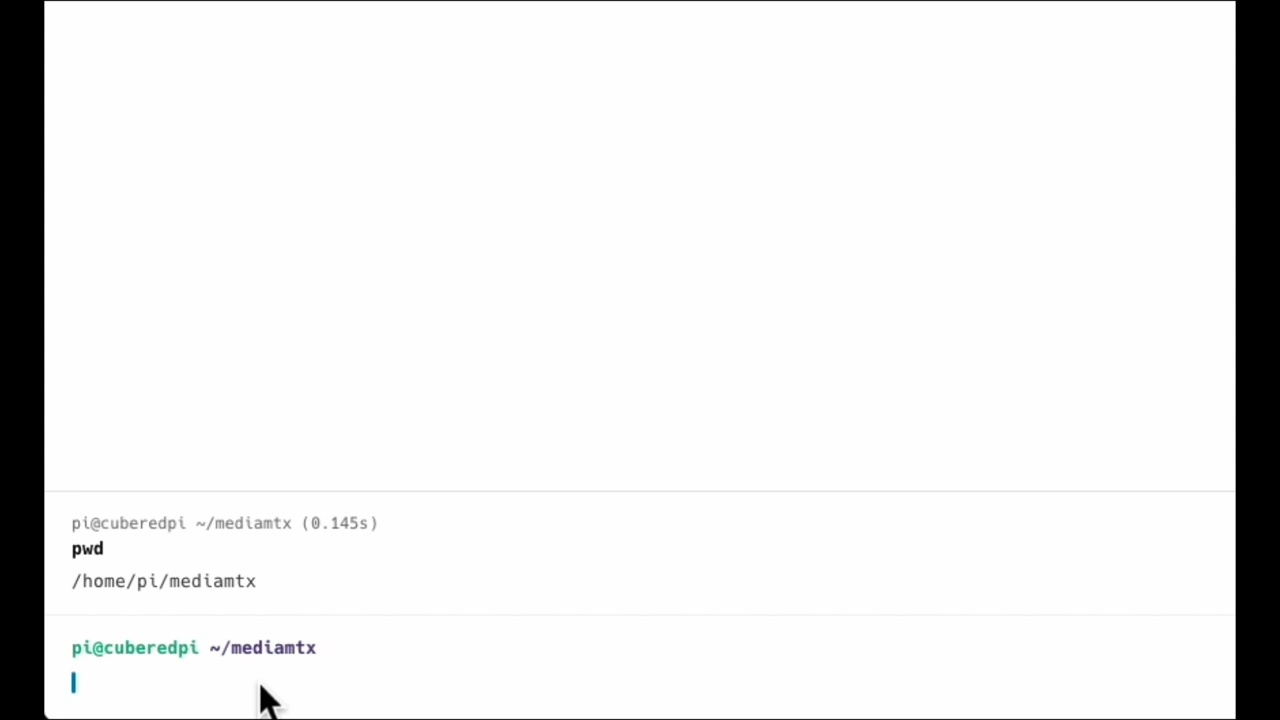 pi@cuberedpi ~/mediamtx (0.145s)
pwd
/home/pi/mediamtx
pi@cuberedpi ~/mediamtx